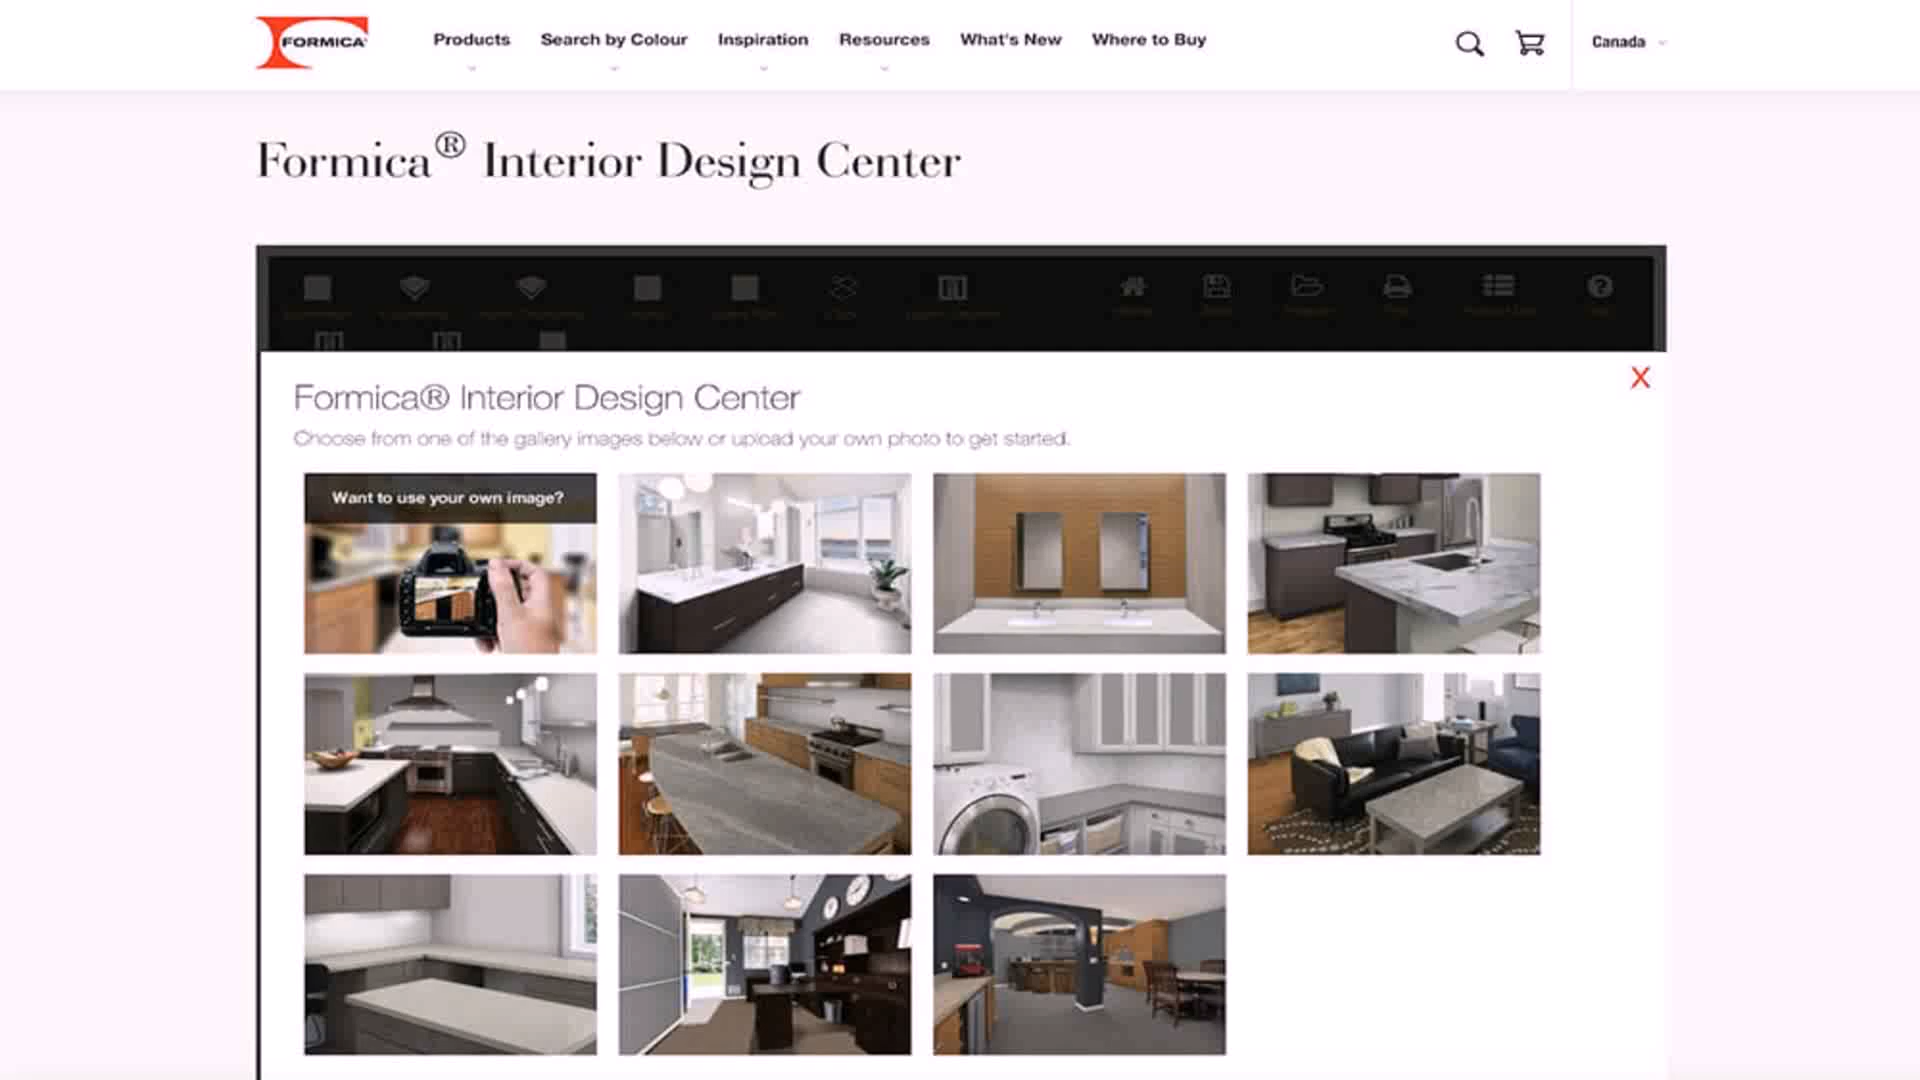 FORMICA
Products
Search by Colour
Inspiration
Resources
What's New
Where to Buy
Canada
Formica® Interior Design Center
Formica® Interior Design Center
X
Choose from one of the gallery images below or upload your own photo to get started.
Want to use your own image?